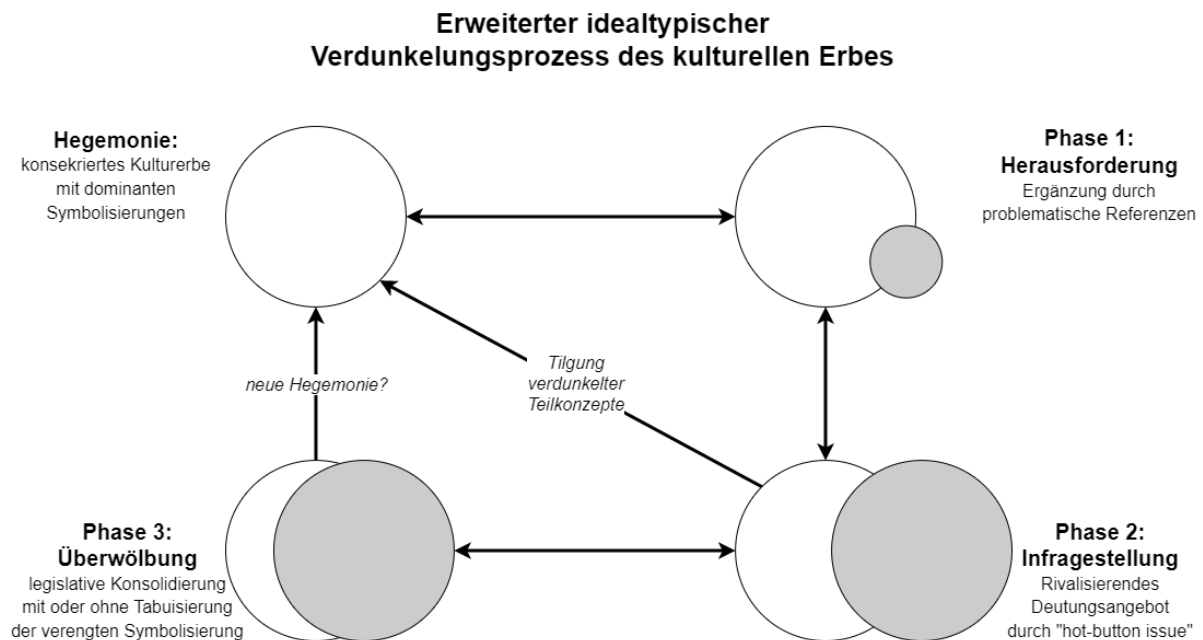 Erweiterter idealtypischer
Verdunkelungsprozess des kulturellen Erbes
Hegemonie:
konsekriertes Kulturerbe
mit dominanten
Symbolisierungen
Phase 1:
Herausforderung
Ergänzung durch
problematische Referenzen
neue Hegemonie?
Tilgung
verdunkelter
Teilkonzepte
Phase 3:
Überwölbung
legislative Konsolidierung
mit oder ohne Tabuisierung
der verengten Symbolisierung
Phase 2:
Infragestellung
Rivalisierendes
Deutungsangebot
durch "hot-button issue"